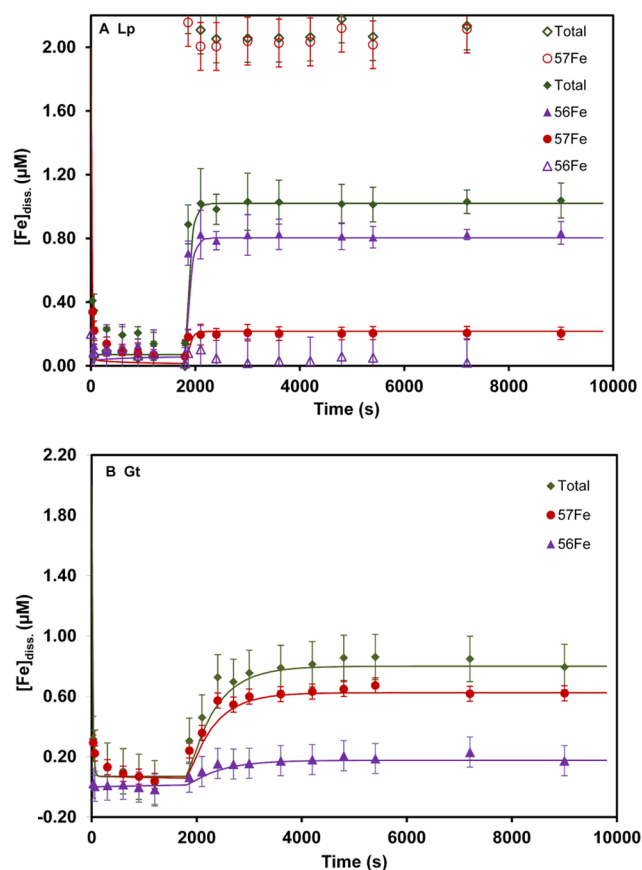 A Lp
2.00
1.60
1.20
0.80
0.40
0.00
[Fe]diss. (µM)
Total
57Fe
Total
56Fe
57Fe
56Fe
0 2000 4000 6000 8000 10000
Time (s)
B Gt
2.20
1.80
1.40
1.00
0.60
0.20
-0.20
[Fe]diss. (µM)
Total
57Fe
56Fe
0 2000 4000 6000 8000 10000
Time (s)